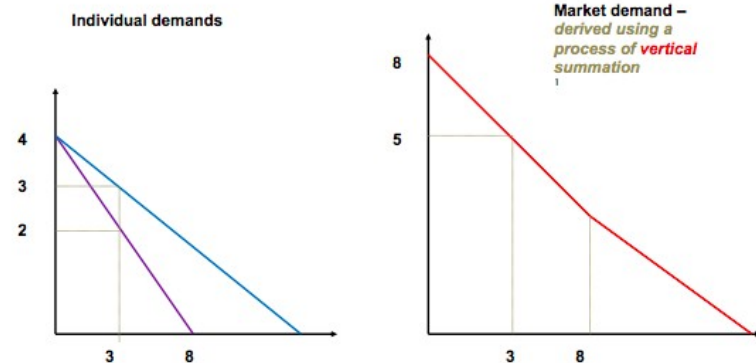 Individual demands
4
3
2
3 8
Market demand –
derived using a
process of vertical
summation
1
8
5
3 8